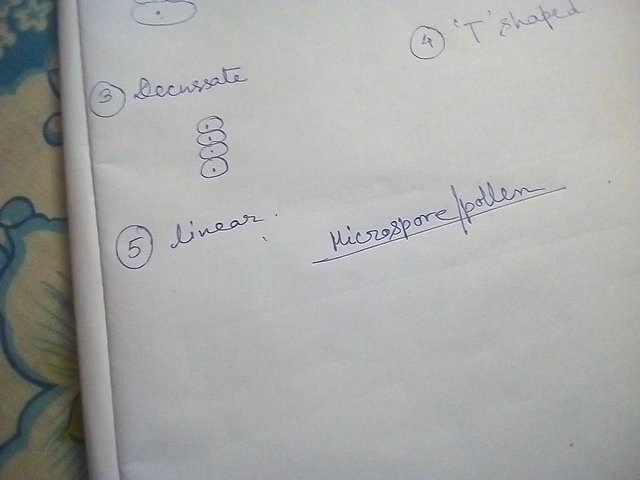 ④ 'T' shaped
③ Decussate
⑤ linear.
Microspore/pollen